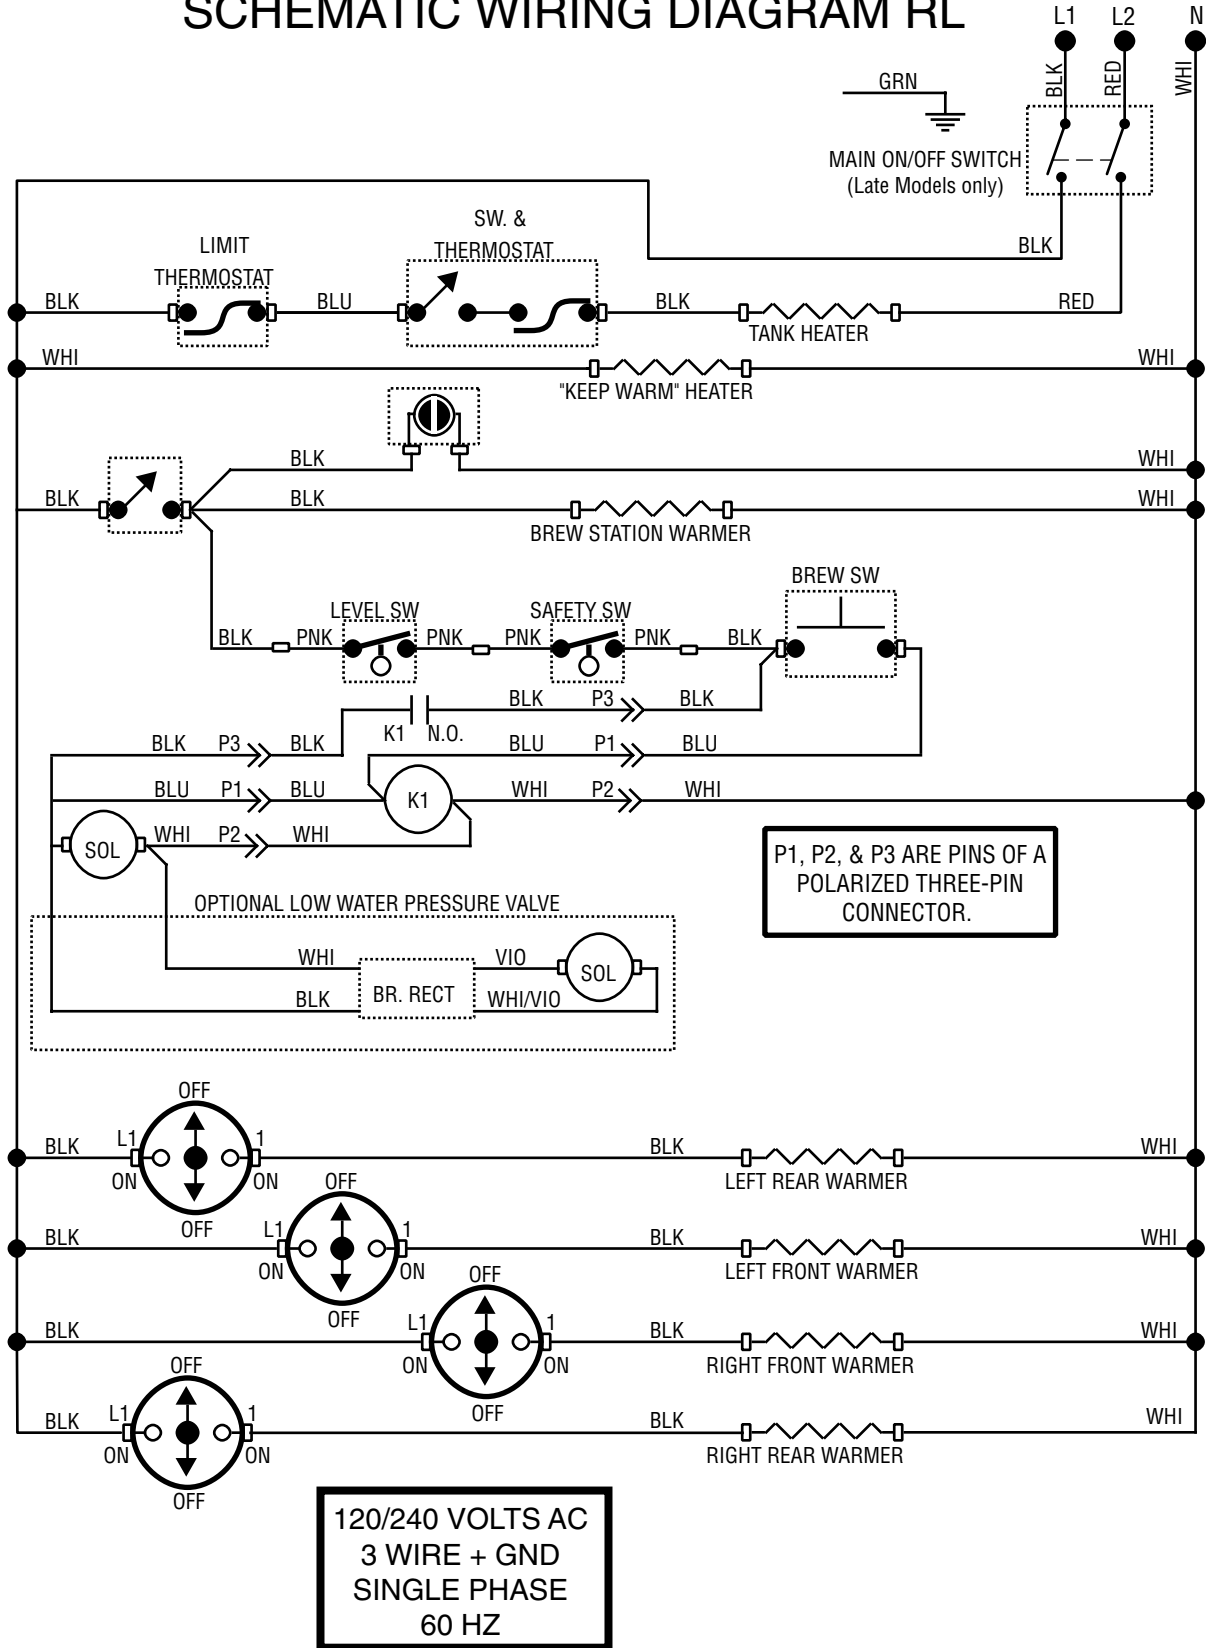 SCHEMATIC WIRING DIAGRAM RL
L1 L2 N
BLK RED WHI
GRN
MAIN ON/OFF SWITCH
(Late Models only)
BLK
LIMIT
THERMOSTAT
SW. &
THERMOSTAT
BLK BLU BLK RED
TANK HEATER
WHI WHI
"KEEP WARM" HEATER
BLK WHI
BLK BLK WHI
BREW STATION WARMER
BREW SW
LEVEL SW SAFETY SW
BLK PNK PNK PNK PNK BLK
BLK P3 BLK
K1 N.O.
BLK P3 BLK BLU P1 BLU
BLU P1 BLU K1 WHI P2 WHI
SOL WHI P2 WHI
P1, P2, & P3 ARE PINS OF A
POLARIZED THREE-PIN
CONNECTOR.
OPTIONAL LOW WATER PRESSURE VALVE
WHI VIO SOL
BR. RECT
BLK WHI/VIO
OFF
BLK L1 1 BLK WHI
ON ON LEFT REAR WARMER
OFF
OFF
BLK L1 1 BLK WHI
ON ON LEFT FRONT WARMER
OFF
OFF
BLK L1 1 BLK WHI
ON ON RIGHT FRONT WARMER
OFF
OFF
BLK L1 1 BLK WHI
ON ON RIGHT REAR WARMER
OFF
120/240 VOLTS AC
3 WIRE + GND
SINGLE PHASE
60 HZ